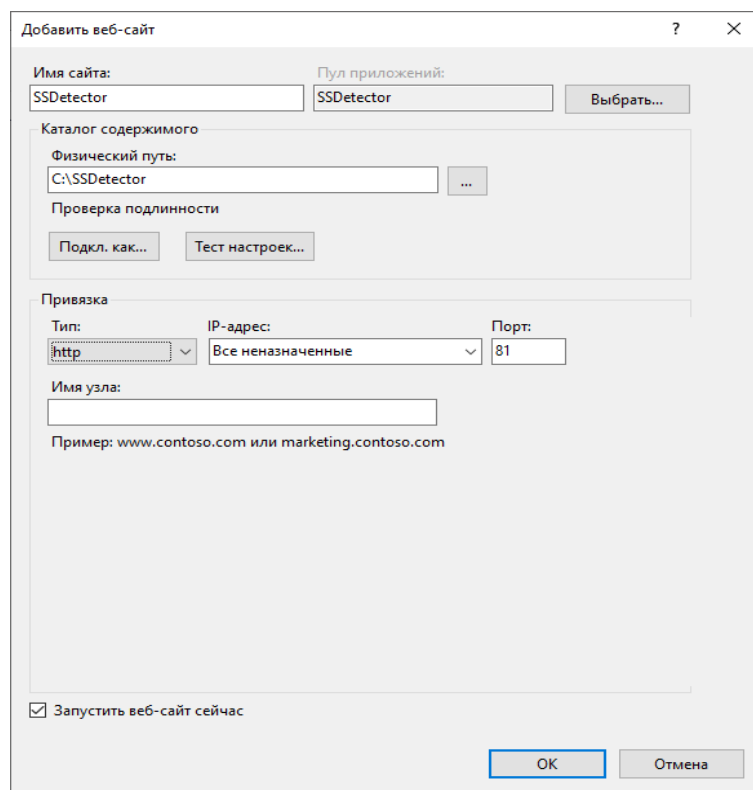 Добавить веб-сайт ?
Имя сайта: Пул приложений:
SSDetector SSDetector Выбрать...
Каталог содержимого
Физический путь:
C:\SSDetector ...
Проверка подлинности
Подкл. как... Тест настроек...
Привязка
Тип: IP-адрес: Порт:
http Все неназначенные 81
Имя узла:
Пример: www.contoso.com или marketing.contoso.com
Запустить веб-сайт сейчас
OK Отмена